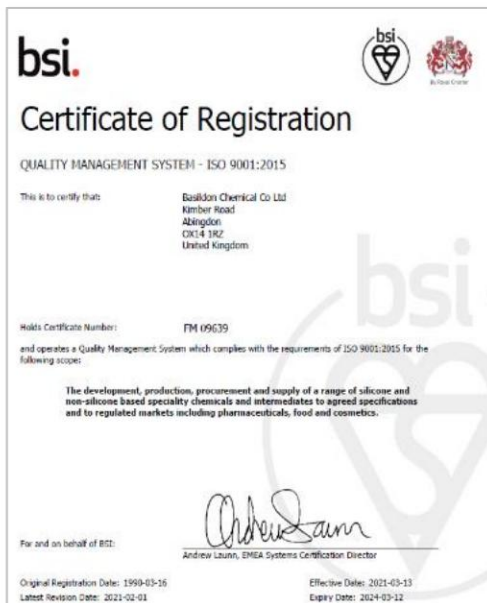 bsi.
bsi
By Royal Charter
Certificate of Registration
QUALITY MANAGEMENT SYSTEM - ISO 9001:2015
This is to certify that:
Basildon Chemical Co Ltd
Kimber Road
Abingdon
OX14 1RZ
United Kingdom
bsi
Holds Certificate Number:
FM 09639
and operates a Quality Management System which complies with the requirements of ISO 9001:2015 for the
following scope:
The development, production, procurement and supply of a range of silicone and
non-silicone based speciality chemicals and intermediates to agreed specifications
and to regulated markets including pharmaceuticals, food and cosmetics.
For and on behalf of BSI:
Andrew Launn, EMEA Systems Certification Director
Original Registration Date: 1990-03-16
Effective Date: 2021-03-13
Latest Revision Date: 2021-02-01
Expiry Date: 2024-03-12